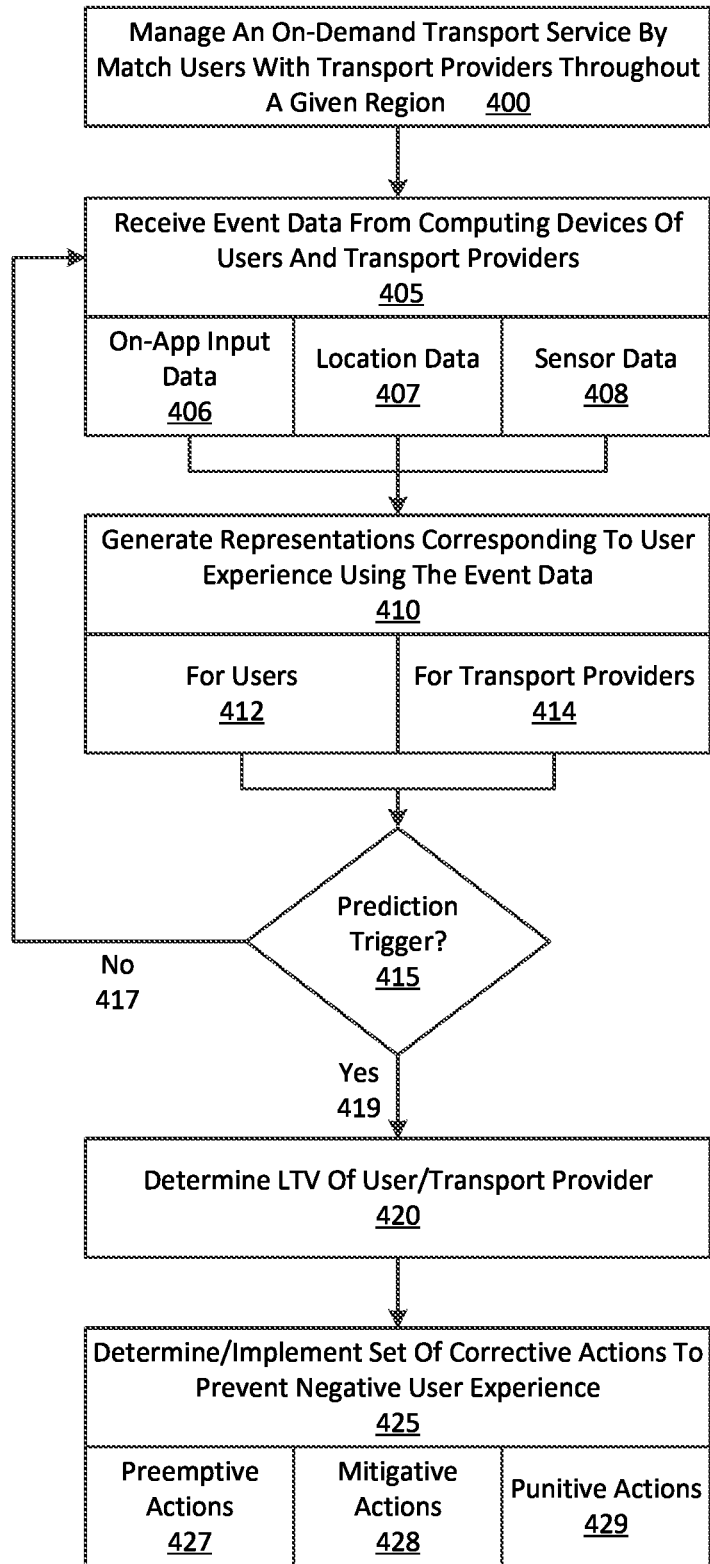 Manage An On-Demand Transport Service By
Match Users With Transport Providers Throughout
A Given Region 400
Receive Event Data From Computing Devices Of
Users And Transport Providers
405
On-App Input
Data
406
Location Data
407
Sensor Data
408
Generate Representations Corresponding To User
Experience Using The Event Data
410
For Users
412
For Transport Providers
414
Prediction
Trigger?
415
No
417
Yes
419
Determine LTV Of User/Transport Provider
420
Determine/Implement Set Of Corrective Actions To
Prevent Negative User Experience
425
Preemptive
Actions
427
Mitigative
Actions
428
Punitive Actions
429